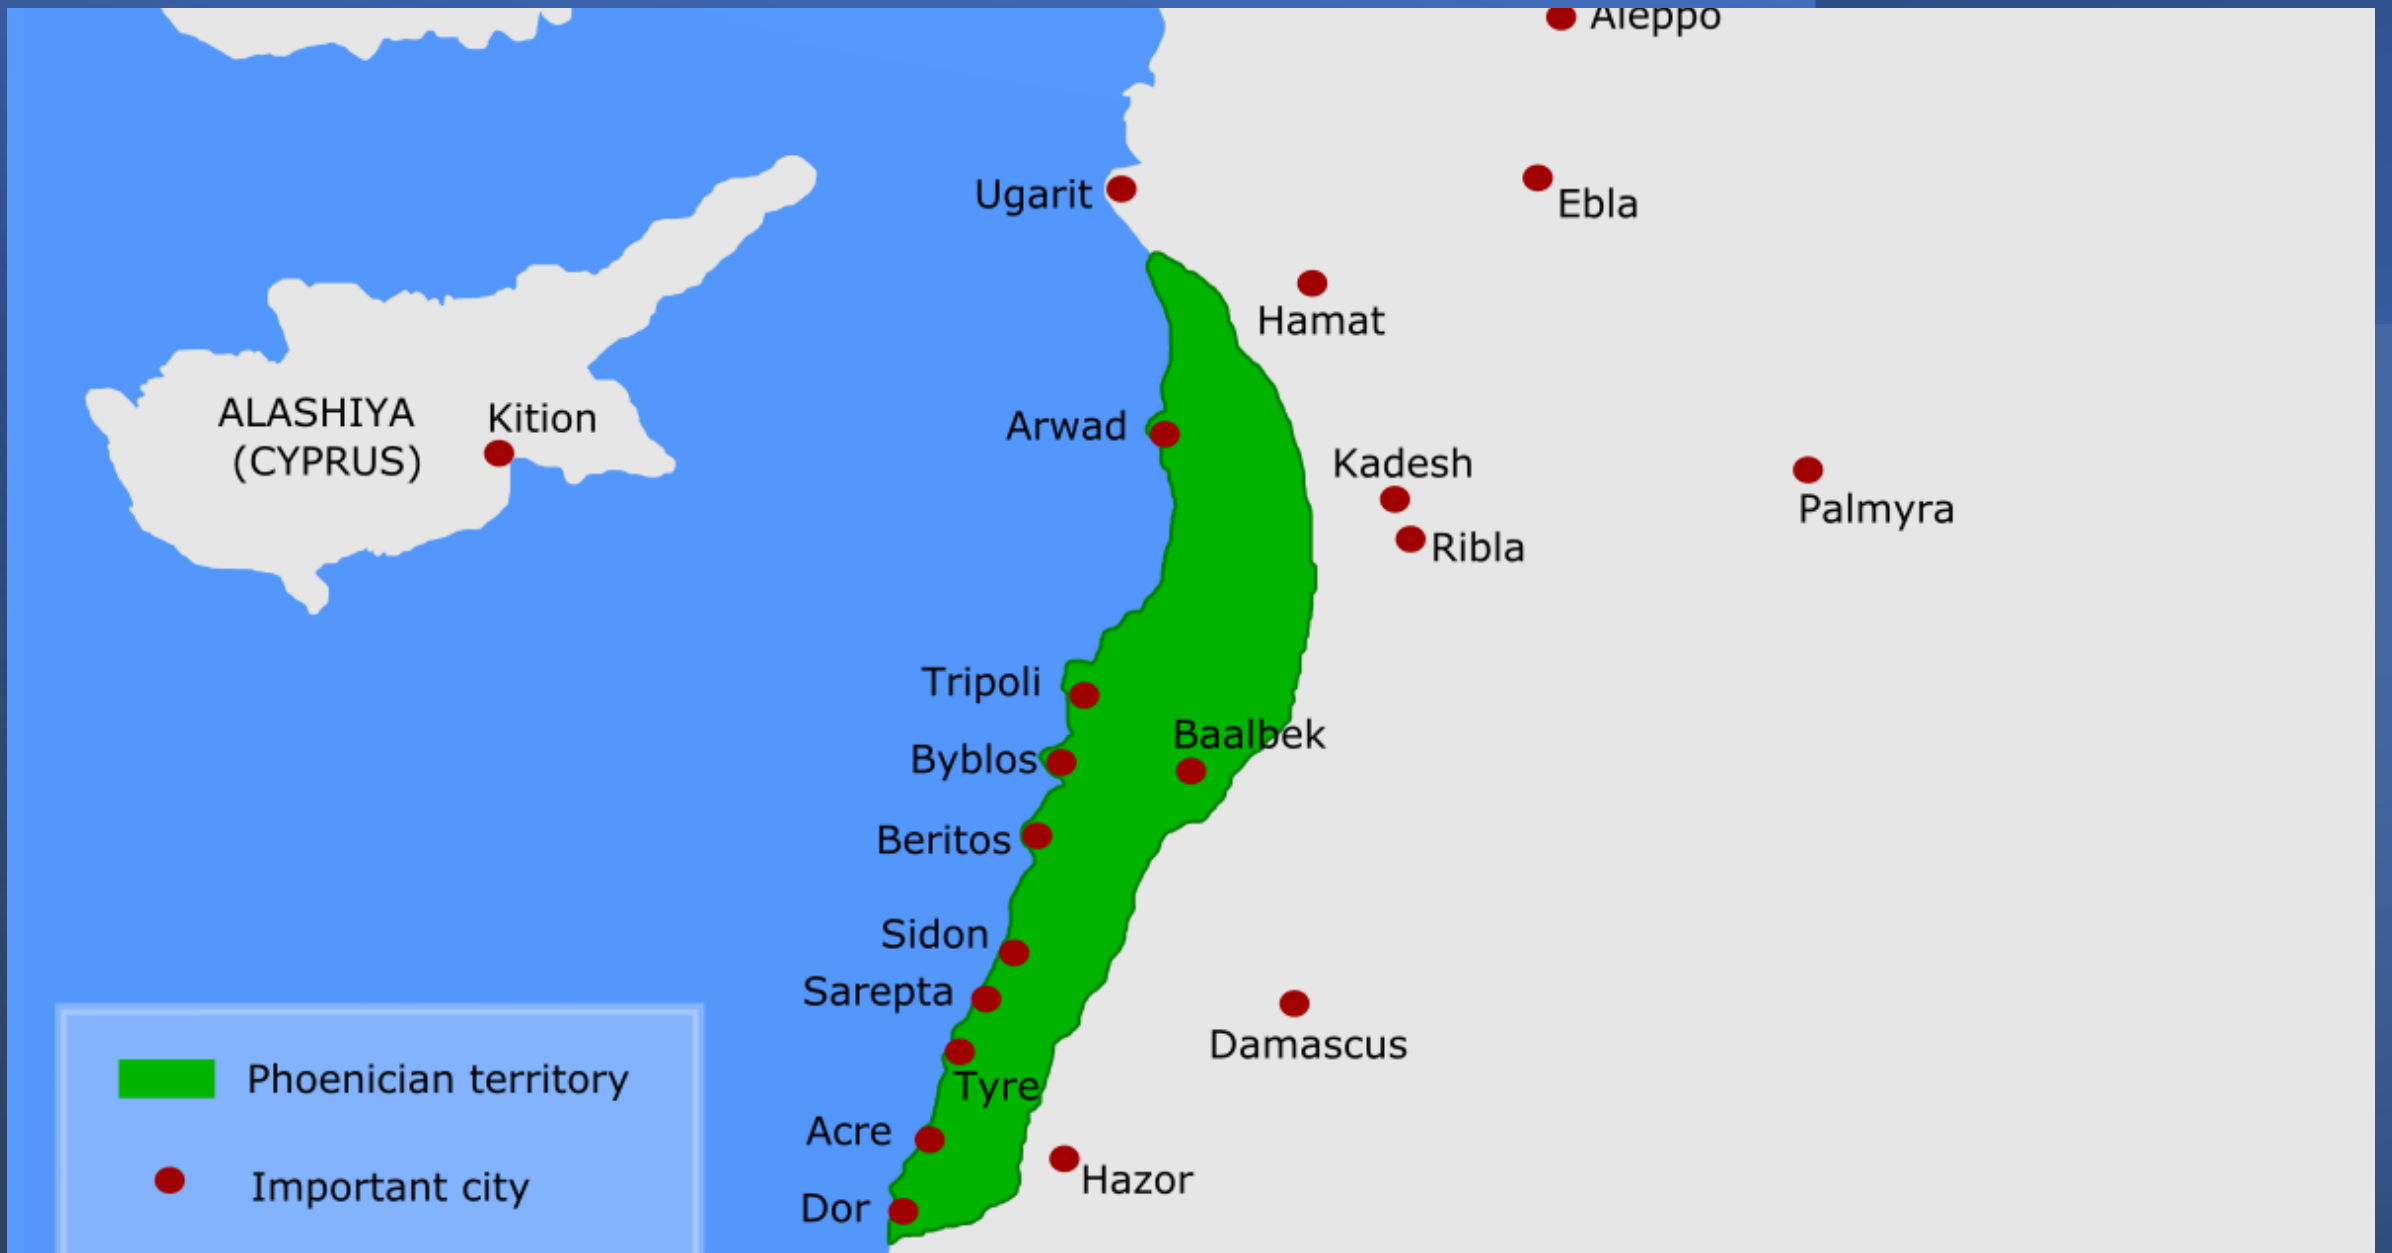 Aleppo
Ugarit
Ebla
Hamat
ALASHIYA
(CYPRUS)
Kition
Arwad
Kadesh
Ribla
Palmyra
Tripoli
Baalbek
Byblos
Beritos
Sidon
Sarepta
Damascus
Tyre
Acre
Hazor
Dor
Phoenician territory
Important city